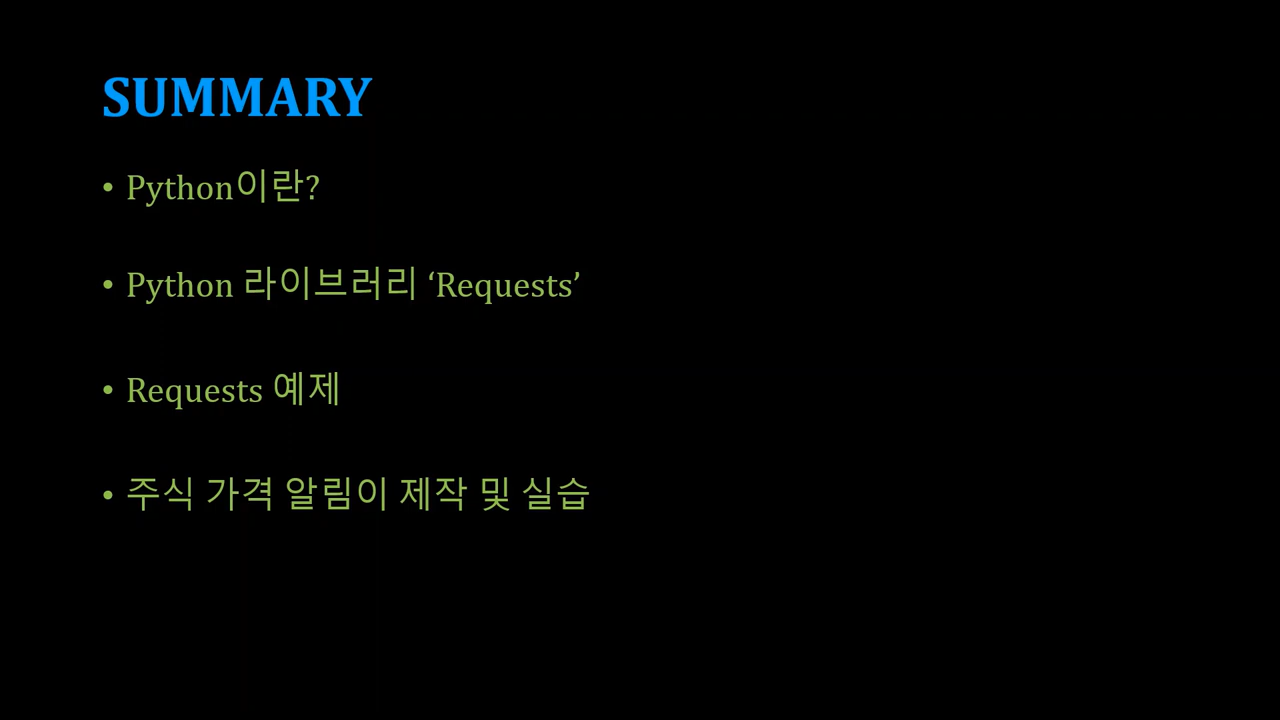 SUMMARY
• Python이란?
• Python 라이브러리 ‘Requests’
• Requests 예제
• 주식 가격 알림이 제작 및 실습